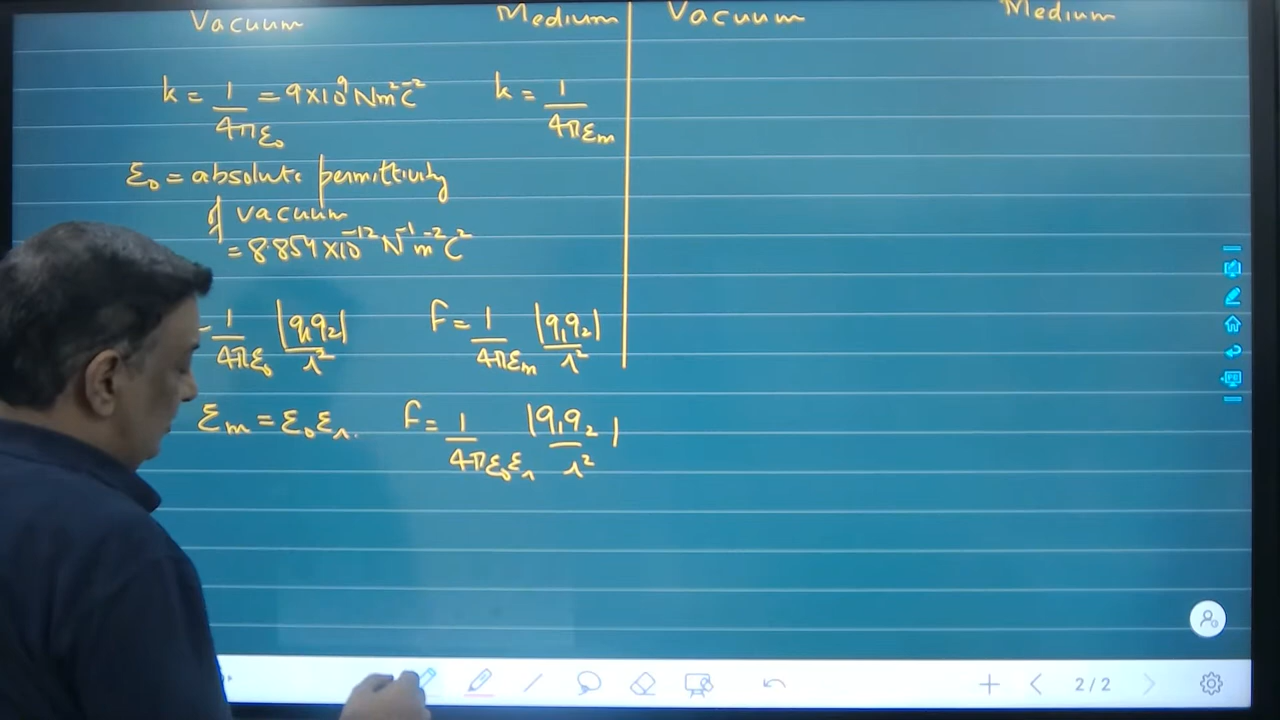 Vacuum Medium Vacuum Medium
k = 1/4πε₀ = 9×10⁹ Nm²C⁻² k = 1/4πεm
ε₀ = absolute permittivity
of vacuum
= 8.854×10⁻¹² N⁻¹m⁻²C²
1/4πε₀ |q₁q₂|/r² F = 1/4πεm |q₁q₂|/r²
εm = ε₀εr. F = 1/4πε₀εr |q₁q₂|/r²
2/2